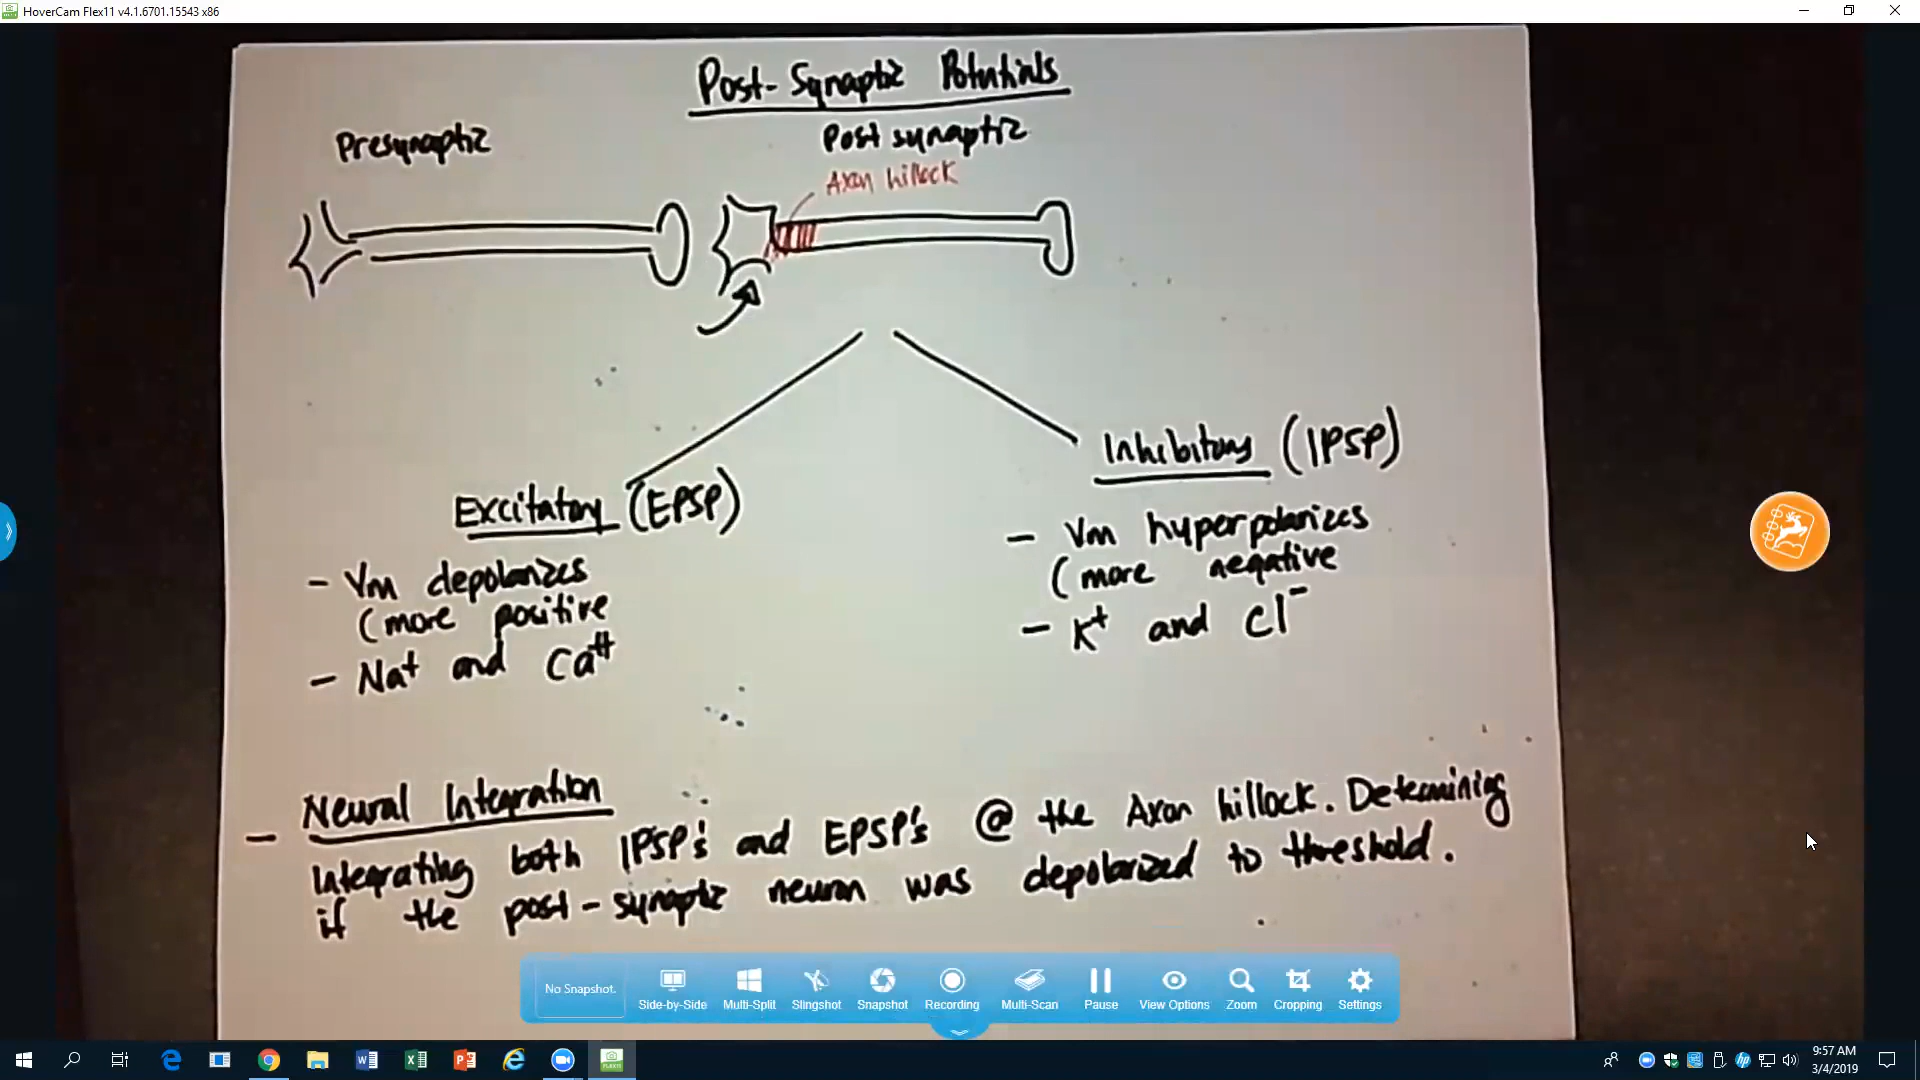 HoverCam Flex11 v4.1.6701.15543 x86
Post-Synaptic Potentials
Presynaptic
Post synaptic
Axon hillock
Excitatory (EPSP)
- Vm depolarizes
(more positive
- Na+ and Ca++
Inhibitory (IPSP)
- Vm hyperpolarizes
(more negative
- K+ and Cl-
- Neural Integration
Integrating both IPSP's and EPSP's @ the Axon hillock. Determining
if the post-synaptic neuron was depolarized to threshold.
No Snapshot.
Side-by-Side
Multi-Split
Slingshot
Snapshot
Recording
Multi-Scan
Pause
View Options
Zoom
Cropping
Settings
FLEX11
9:57 AM
3/4/2019